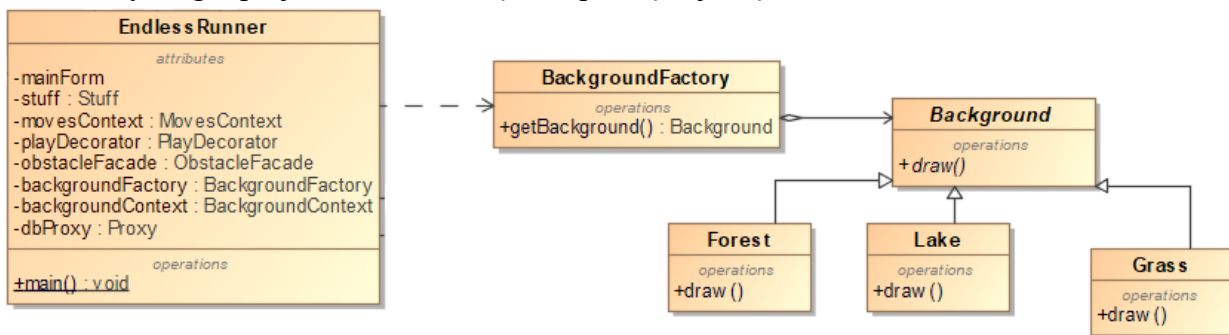 EndlessRunner
attributes
-mainForm
-stuff : Stuff
-movesContext : MovesContext
-playDecorator : PlayDecorator
-obstacleFacade : ObstacleFacade
-backgroundFactory : BackgroundFactory
-backgroundContext : BackgroundContext
-dbProxy : Proxy
operations
+main() : void
BackgroundFactory
operations
+getBackground() : Background
Background
operations
+ draw()
Forest
operations
+draw ()
Lake
operations
+draw ()
Grass
operations
+draw ()